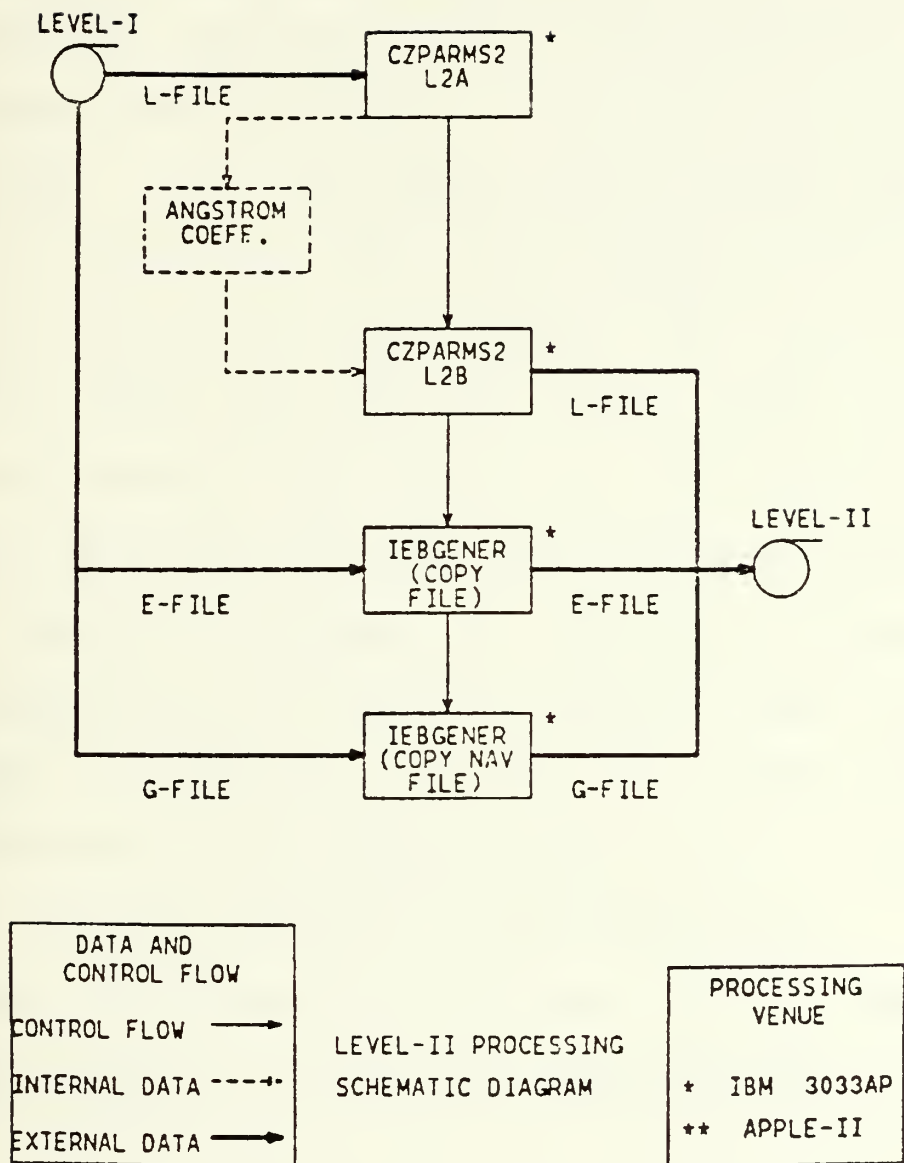 LEVEL-I
CZPARMS2
L2A
*
L-FILE
ANGSTROM
COEFF.
CZPARMS2
L2B
*
L-FILE
LEVEL-II
IEBGENER
(COPY
FILE)
*
E-FILE
E-FILE
IEBGENER
(COPY NAV
FILE)
*
G-FILE
G-FILE
DATA AND
CONTROL FLOW
CONTROL FLOW
INTERNAL DATA
EXTERNAL DATA
LEVEL-II PROCESSING
SCHEMATIC DIAGRAM
PROCESSING
VENUE
* IBM 3033AP
** APPLE-II